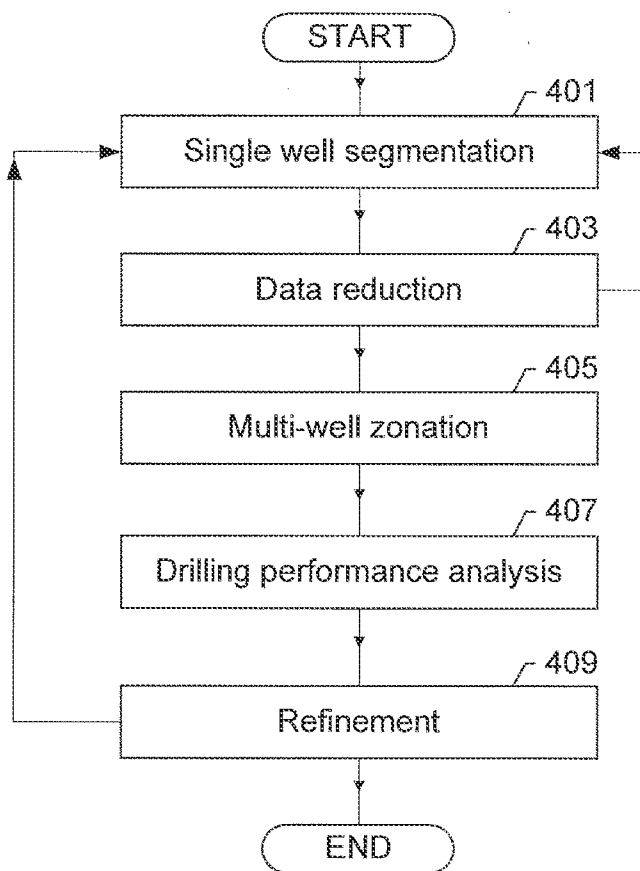 START
401
Single well segmentation
403
Data reduction
405
Multi-well zonation
407
Drilling performance analysis
409
Refinement
END